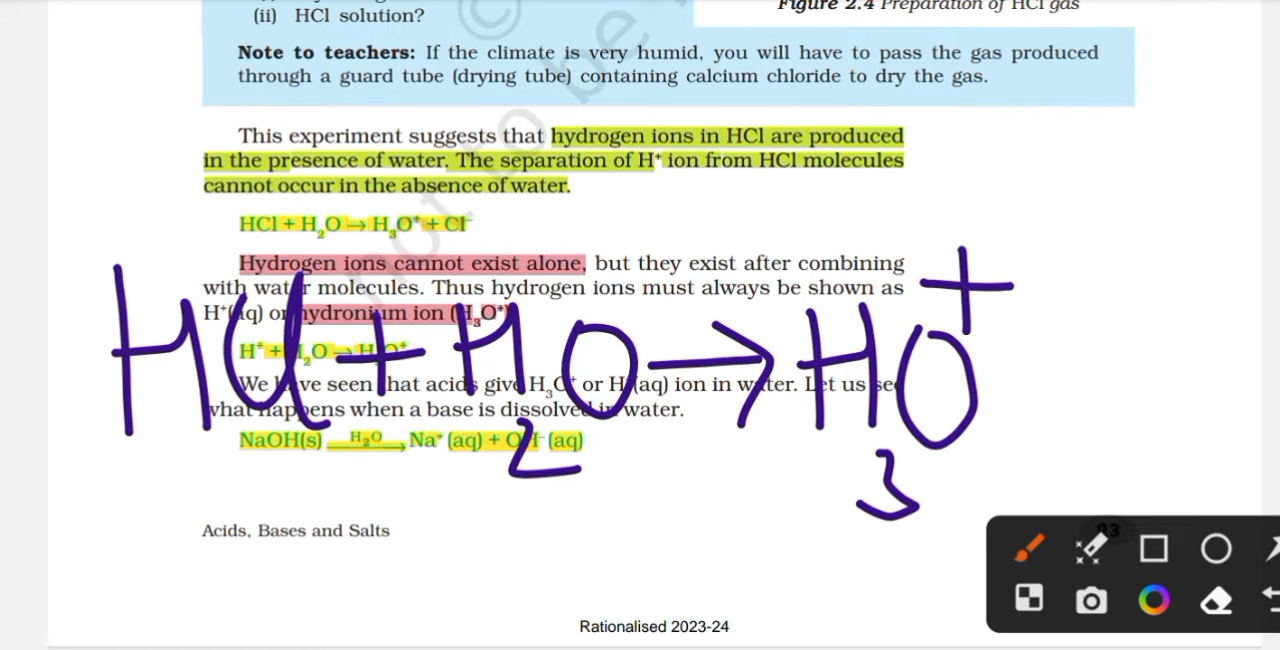 (ii) HCl solution?
Figure 2.4 Preparation of HCl gas
Note to teachers: If the climate is very humid, you will have to pass the gas produced
through a guard tube (drying tube) containing calcium chloride to dry the gas.
This experiment suggests that hydrogen ions in HCl are produced
in the presence of water. The separation of H⁺ ion from HCl molecules
cannot occur in the absence of water.
HCl + H₂O → H₃O⁺ + Cl⁻
Hydrogen ions cannot exist alone, but they exist after combining
with water molecules. Thus hydrogen ions must always be shown as
H⁺(aq) or hydronium ion (H₃O⁺)
H⁺ + H₂O → H₃O⁺
HCl + H₂O → H₃O⁺
We have seen that acids give H₃O⁺ or H⁺(aq) ion in water. Let us see
what happens when a base is dissolved in water.
NaOH(s) H₂O → Na⁺ (aq) + OH⁻ (aq)
Acids, Bases and Salts
Rationalised 2023-24